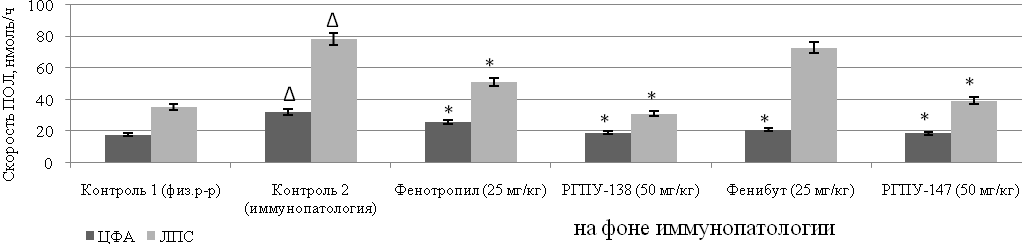 Скорость ПОЛ, нмоль/ч
100
80
60
40
20
0
Δ
Δ
*
*
*
*
*
*
*
Контроль 1 (физ.р-р)
Контроль 2
(иммунопатология)
Фенотропил (25 мг/кг)
РГПУ-138 (50 мг/кг)
Фенибут (25 мг/кг)
РГПУ-147 (50 мг/кг)
на фоне иммунопатологии
ЦФА
ЛПС